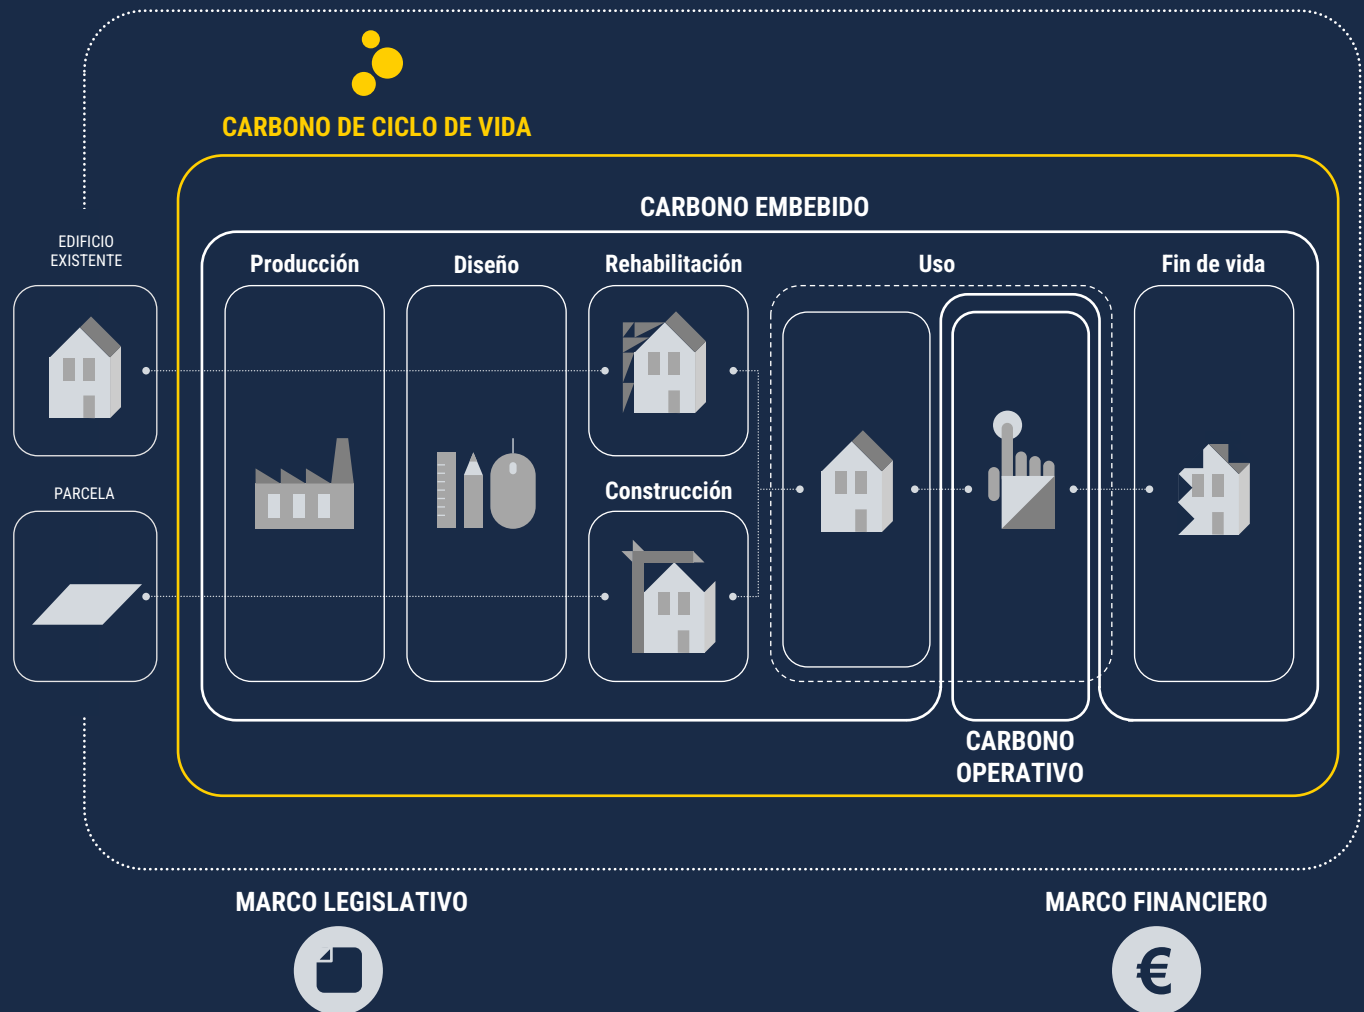 CARBONO DE CICLO DE VIDA
CARBONO EMBEBIDO
EDIFICIO
EXISTENTE
Producción
Diseño
Rehabilitación
Uso
Fin de vida
PARCELA
Construcción
CARBONO
OPERATIVO
MARCO LEGISLATIVO
MARCO FINANCIERO
€